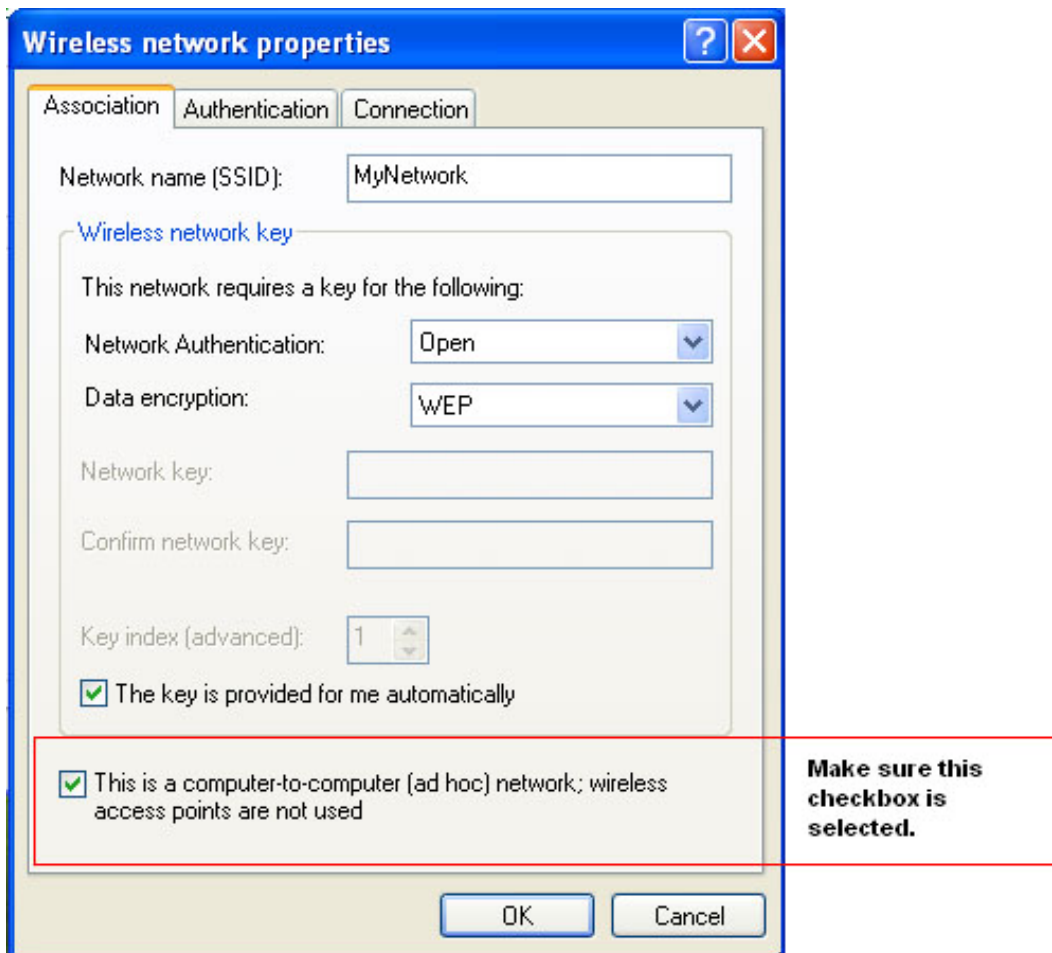 Wireless network properties
Association Authentication Connection
Network name (SSID): MyNetwork
Wireless network key
This network requires a key for the following:
Network Authentication: Open
Data encryption: WEP
Network key:
Confirm network key:
Key index (advanced): 1
The key is provided for me automatically
This is a computer-to-computer (ad hoc) network; wireless
access points are not used
Make sure this
checkbox is
selected.
OK Cancel